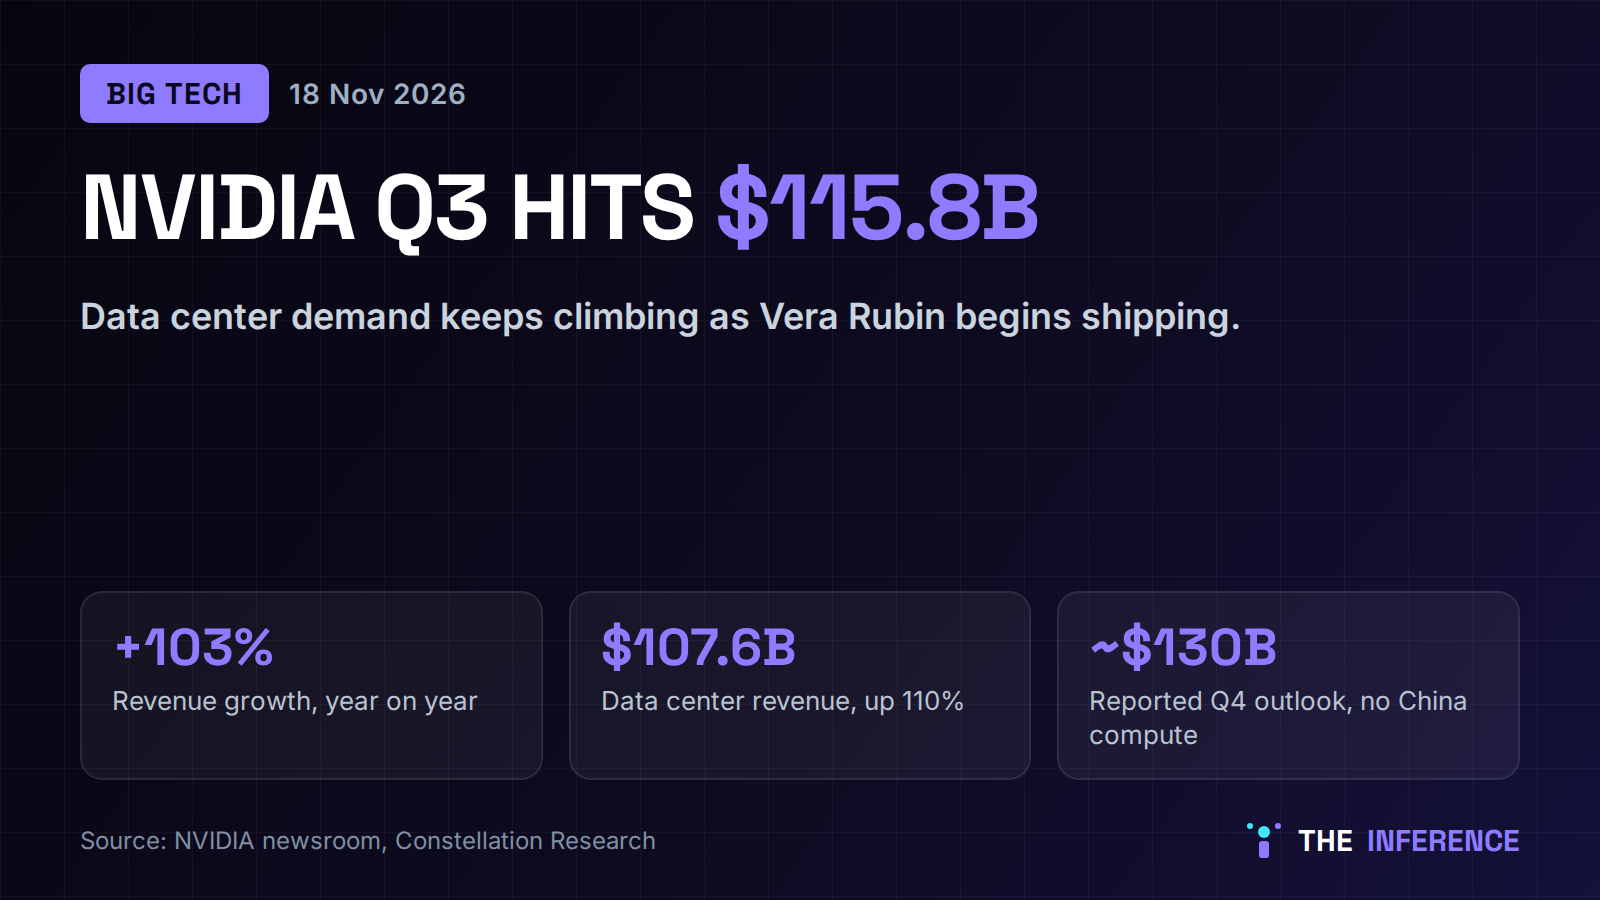 BIG TECH 18 Nov 2026
NVIDIA Q3 HITS $115.8B
Data center demand keeps climbing as Vera Rubin begins shipping.
+103%
Revenue growth, year on year
$107.6B
Data center revenue, up 110%
~$130B
Reported Q4 outlook, no China
compute
Source: NVIDIA newsroom, Constellation Research
THE INFERENCE